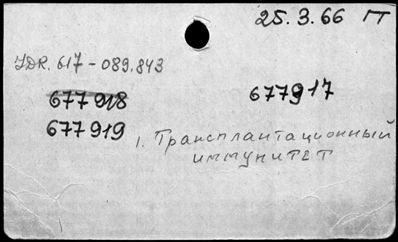 25.3.66 ГТ
УДК. 617-089.843
677918 677917
677919
1. Трансплантационный
иммунитет